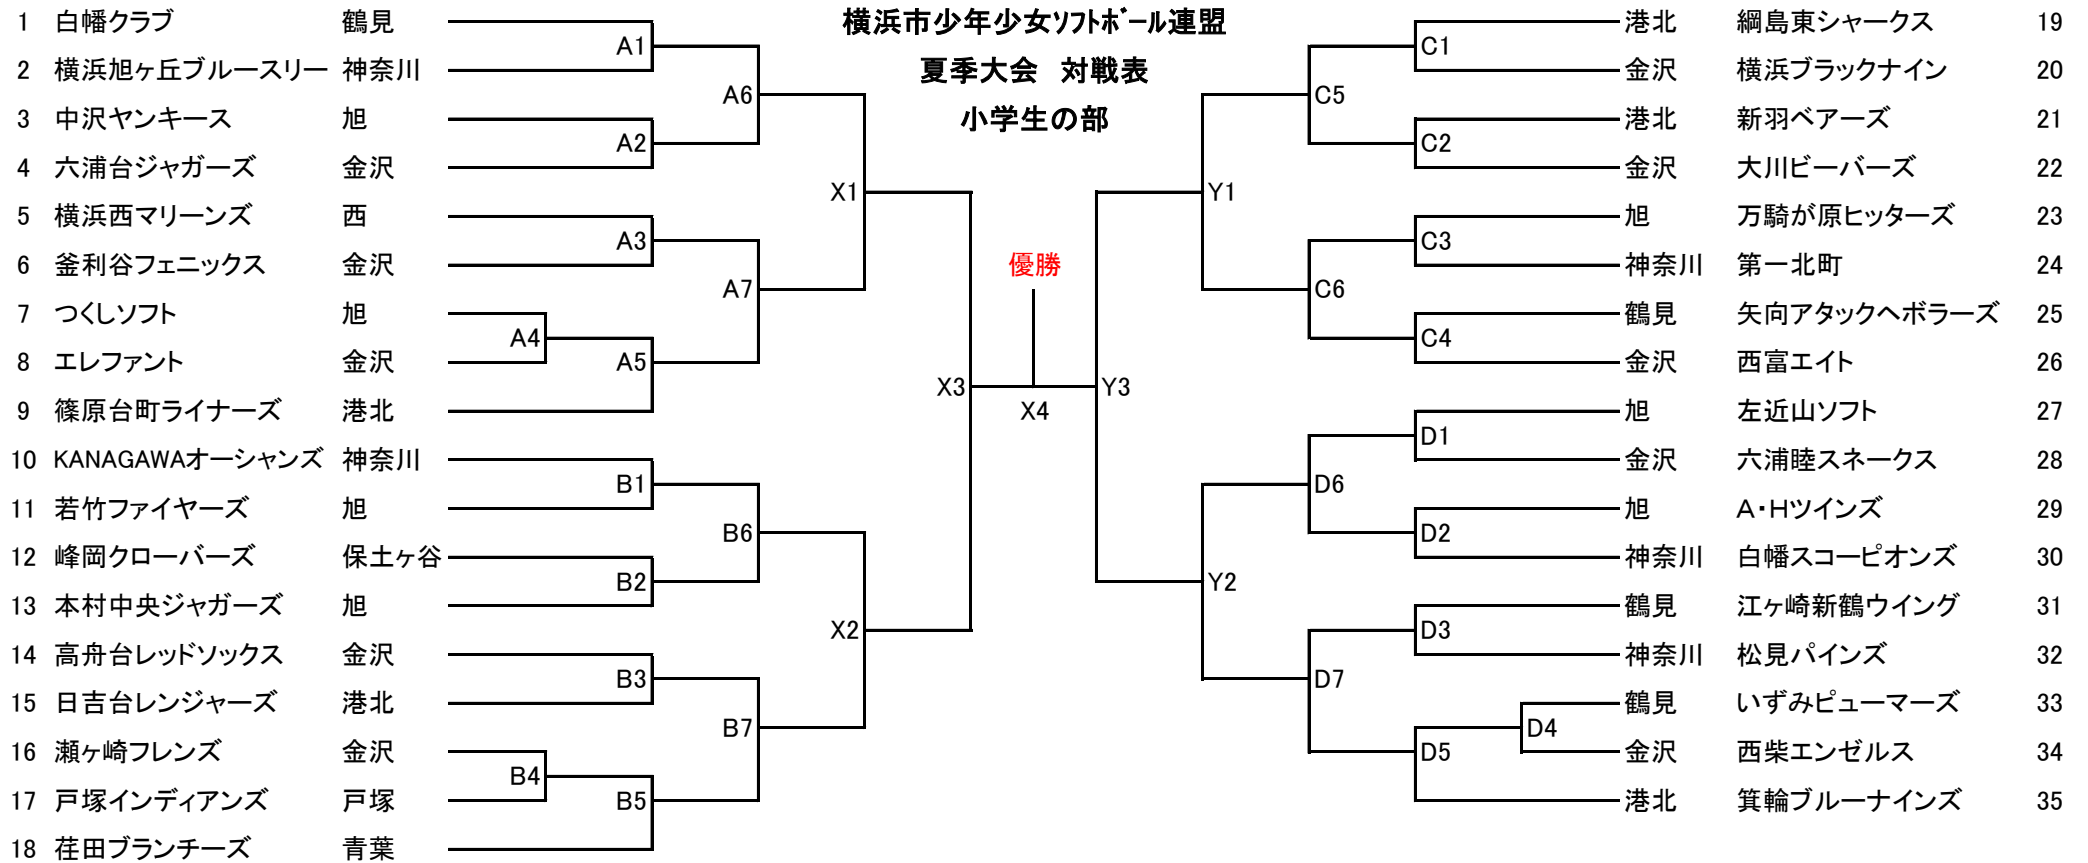 横浜市少年少女ソフトボール連盟
夏季大会　対戦表
小学生の部
1 白幡クラブ 鶴見
2 横浜旭ヶ丘ブルースリー 神奈川
A1
3 中沢ヤンキース 旭
4 六浦台ジャガーズ 金沢
A2
A6
5 横浜西マリーンズ 西
6 釜利谷フェニックス 金沢
A3
7 つくしソフト 旭
8 エレファント 金沢
A4
9 篠原台町ライナーズ 港北
A5
A7
X1
10 KANAGAWAオーシャンズ 神奈川
11 若竹ファイヤーズ 旭
B1
12 峰岡クローバーズ 保土ヶ谷
13 本村中央ジャガーズ 旭
B2
B6
14 高舟台レッドソックス 金沢
15 日吉台レンジャーズ 港北
B3
16 瀬ヶ崎フレンズ 金沢
17 戸塚インディアンズ 戸塚
B4
18 荏田ブランチーズ 青葉
B5
B7
X2
X3
優勝
X4
港北 綱島東シャークス 19
金沢 横浜ブラックナイン 20
C1
港北 新羽ベアーズ 21
金沢 大川ビーバーズ 22
C2
C5
旭 万騎が原ヒッターズ 23
神奈川 第一北町 24
C3
鶴見 矢向アタックヘボラーズ 25
金沢 西富エイト 26
C4
C6
Y1
旭 左近山ソフト 27
金沢 六浦睦スネークス 28
D1
旭 A・Hツインズ 29
神奈川 白幡スコーピオンズ 30
D2
D6
鶴見 江ヶ崎新鶴ウイング 31
神奈川 松見パインズ 32
D3
鶴見 いずみピューマーズ 33
金沢 西柴エンゼルス 34
D4
港北 箕輪ブルーナインズ 35
D5
D7
Y2
Y3